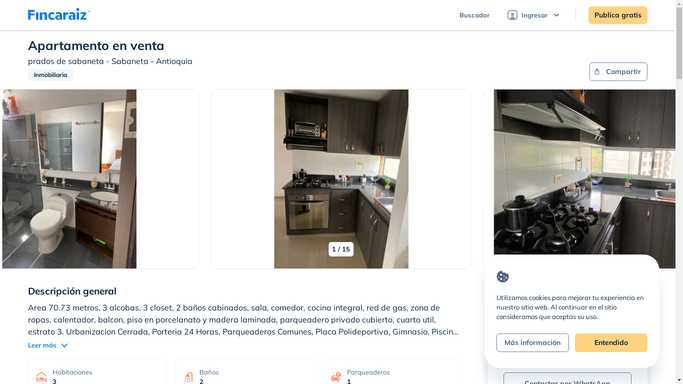 Fincaraiz
Buscador
Ingresar
Publica gratis
Apartamento en venta
prados de sabaneta - Sabaneta - Antioquia
Inmobiliaria
Compartir
1 / 15
Descripción general
Area 70.73 metros, 3 alcobas, 3 closet, 2 baños cabinados, sala, comedor, cocina integral, red de gas, zona de
ropas, calentador, balcon, piso en porcelanato y madera laminada, parqueadero privado cubierto, cuarto util,
estrato 3. Urbanizacion Cerrada, Porteria 24 Horas, Parqueaderos Comunes, Placa Polideportiva, Gimnasio, Piscin...
Leer más
Habitaciones
3
Baños
2
Parqueaderos
1
Utilizamos cookies para mejorar tu experiencia en
nuestro sitio web. Al continuar en el sitio
consideramos que aceptas su uso.
Más información
Entendido
Contactar por WhatsApp